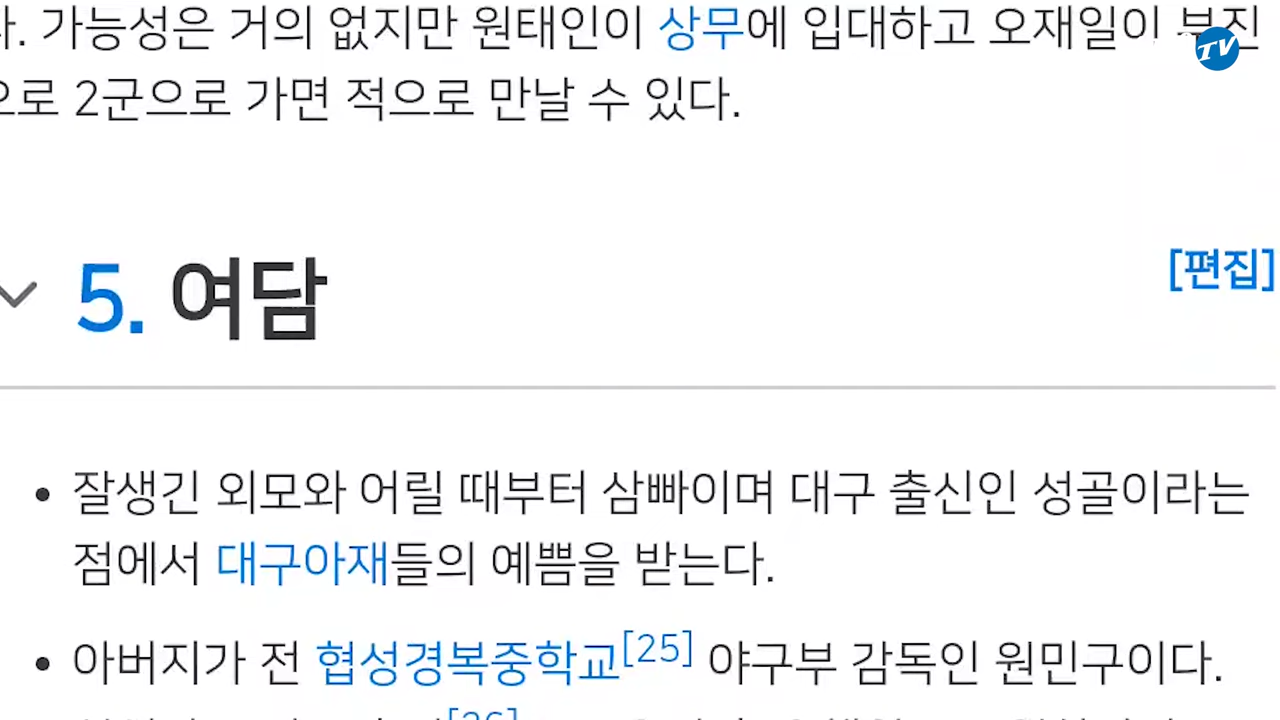 가능성은 거의 없지만 원태인이 상무에 입대하고 오재일이 부진
으로 2군으로 가면 적으로 만날 수 있다.
TV
5. 여담
[편집]
• 잘생긴 외모와 어릴 때부터 삼빠이며 대구 출신인 성골이라는
점에서 대구아재들의 예쁨을 받는다.
• 아버지가 전 협성경복중학교[25] 야구부 감독인 원민구이다.
[26]